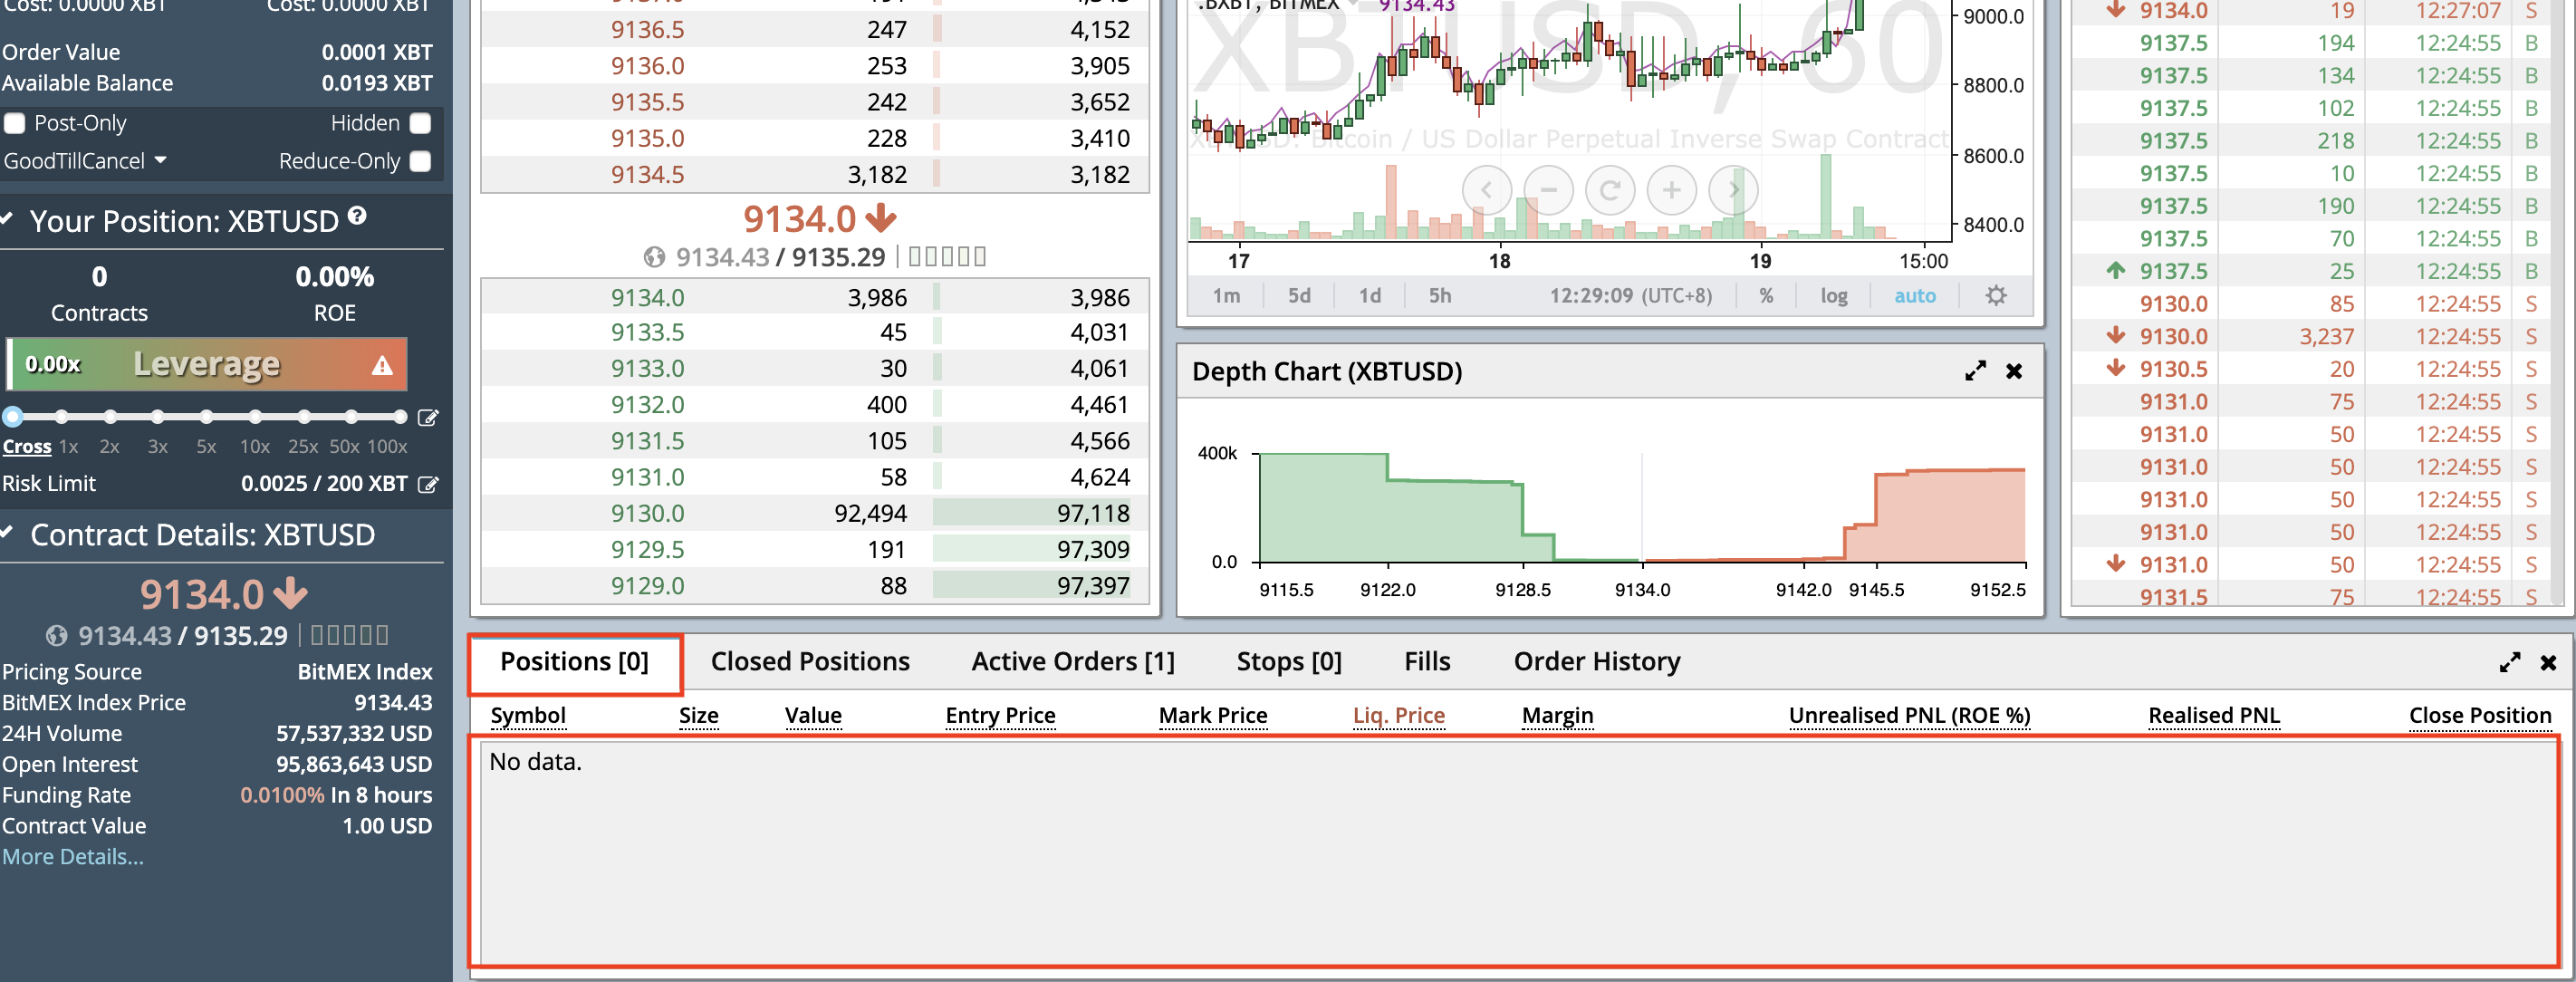 Cost: 0.0000 XBT Cost: 0.0000 XBT
Order Value 0.0001 XBT
Available Balance 0.0193 XBT
Post-Only Hidden
GoodTillCancel Reduce-Only
Your Position: XBTUSD
0 0.00%
Contracts ROE
0.00x Leverage
Cross 1x 2x 3x 5x 10x 25x 50x 100x
Risk Limit 0.0025 / 200 XBT
Contract Details: XBTUSD
9134.0
9134.43 / 9135.29
Pricing Source BitMEX Index
BitMEX Index Price 9134.43
24H Volume 57,537,332 USD
Open Interest 95,863,643 USD
Funding Rate 0.0100% In 8 hours
Contract Value 1.00 USD
More Details...
9136.5 247 4,152
9136.0 253 3,905
9135.5 242 3,652
9135.0 228 3,410
9134.5 3,182 3,182
9134.0
9134.43 / 9135.29
9134.0 3,986 3,986
9133.5 45 4,031
9133.0 30 4,061
9132.0 400 4,461
9131.5 105 4,566
9131.0 58 4,624
9130.0 92,494 97,118
9129.5 191 97,309
9129.0 88 97,397
.BXBT, BITMEX 9134.43
XBTUSD, 60
XBTUSD: Bitcoin / US Dollar Perpetual Inverse Swap Contract
9000.0
8800.0
8600.0
8400.0
17 18 19 15:00
1m 5d 1d 5h 12:29:09 (UTC+8) % log auto
Depth Chart (XBTUSD)
400k
0.0
9115.5 9122.0 9128.5 9134.0 9142.0 9145.5 9152.5
9134.0 19 12:27:07 S
9137.5 194 12:24:55 B
9137.5 134 12:24:55 B
9137.5 102 12:24:55 B
9137.5 218 12:24:55 B
9137.5 10 12:24:55 B
9137.5 190 12:24:55 B
9137.5 70 12:24:55 B
9137.5 25 12:24:55 B
9130.0 85 12:24:55 S
9130.0 3,237 12:24:55 S
9130.5 20 12:24:55 S
9131.0 75 12:24:55 S
9131.0 50 12:24:55 S
9131.0 50 12:24:55 S
9131.0 50 12:24:55 S
9131.0 50 12:24:55 S
9131.0 50 12:24:55 S
9131.5 75 12:24:55 S
Positions [0] Closed Positions Active Orders [1] Stops [0] Fills Order History
Symbol Size Value Entry Price Mark Price Liq. Price Margin Unrealised PNL (ROE %) Realised PNL Close Position
No data.